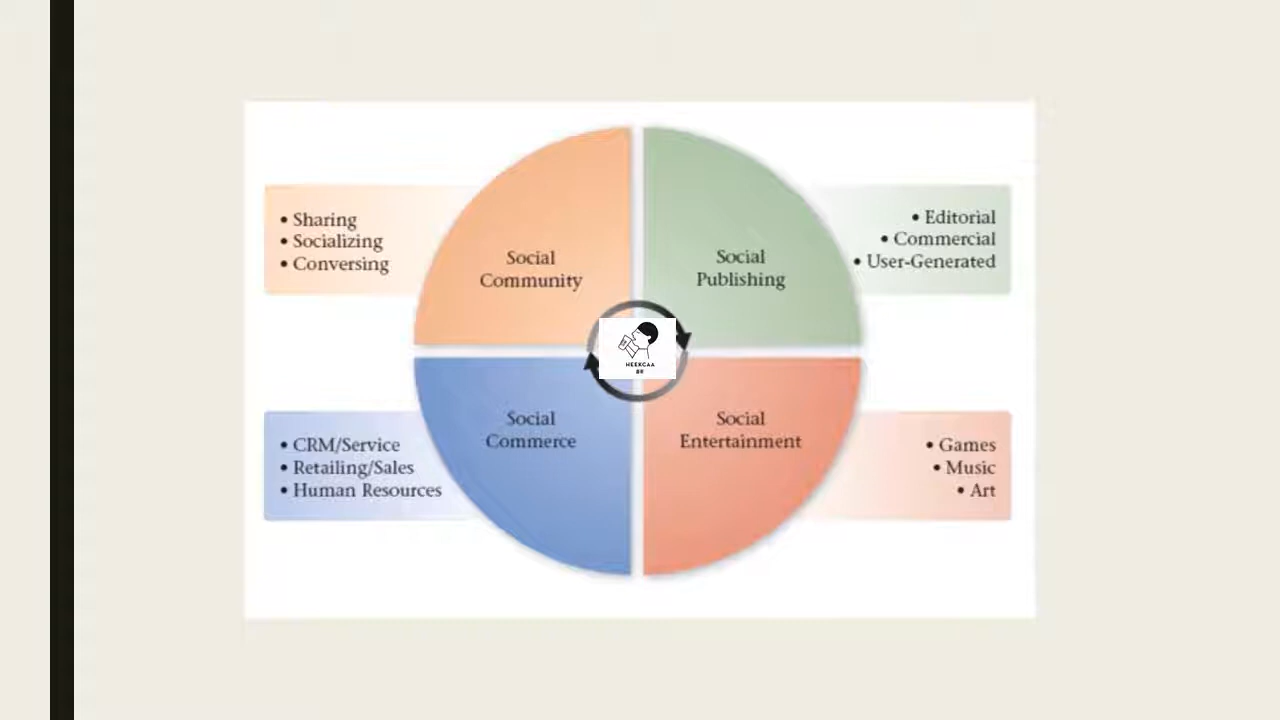 • Sharing
• Socializing
• Conversing
Social
Community
Social
Publishing
• Editorial
• Commercial
• User-Generated
HEEKCAA
• CRM/Service
• Retailing/Sales
• Human Resources
Social
Commerce
Social
Entertainment
• Games
• Music
• Art